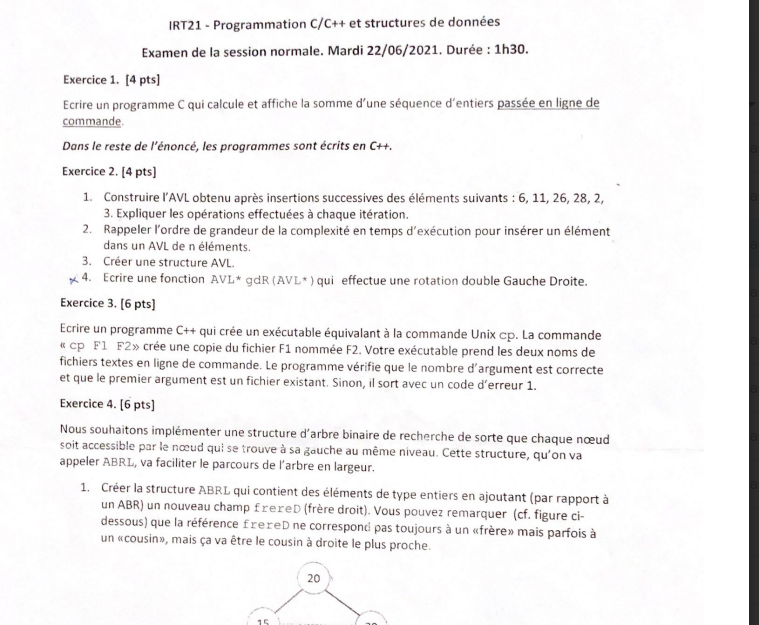 IRT21 - Programmation C/C++ et structures de données
Examen de la session normale. Mardi 22/06/2021. Durée : 1h30.
Exercice 1. [4 pts]
Ecrire un programme C qui calcule et affiche la somme d'une séquence d'entiers passée en ligne de
commande.
Dans le reste de l'énoncé, les programmes sont écrits en C++.
Exercice 2. [4 pts]
1. Construire l'AVL obtenu après insertions successives des éléments suivants : 6, 11, 26, 28, 2,
3. Expliquer les opérations effectuées à chaque itération.
2. Rappeler l'ordre de grandeur de la complexité en temps d'exécution pour insérer un élément
dans un AVL de n éléments.
3. Créer une structure AVL.
4. Ecrire une fonction AVL* gdR(AVL*) qui effectue une rotation double Gauche Droite.
Exercice 3. [6 pts]
Ecrire un programme C++ qui crée un exécutable équivalant à la commande Unix cp. La commande
« cp F1 F2» crée une copie du fichier F1 nommée F2. Votre exécutable prend les deux noms de
fichiers textes en ligne de commande. Le programme vérifie que le nombre d'argument est correcte
et que le premier argument est un fichier existant. Sinon, il sort avec un code d'erreur 1.
Exercice 4. [6 pts]
Nous souhaitons implémenter une structure d'arbre binaire de recherche de sorte que chaque nœud
soit accessible par le nœud qui se trouve à sa gauche au même niveau. Cette structure, qu'on va
appeler ABRL, va faciliter le parcours de l'arbre en largeur.
1. Créer la structure ABRL qui contient des éléments de type entiers en ajoutant (par rapport à
un ABR) un nouveau champ frereD (frère droit). Vous pouvez remarquer (cf. figure ci-
dessous) que la référence frereD ne correspond pas toujours à un «frère» mais parfois à
un «cousin», mais ça va être le cousin à droite le plus proche.
20
15